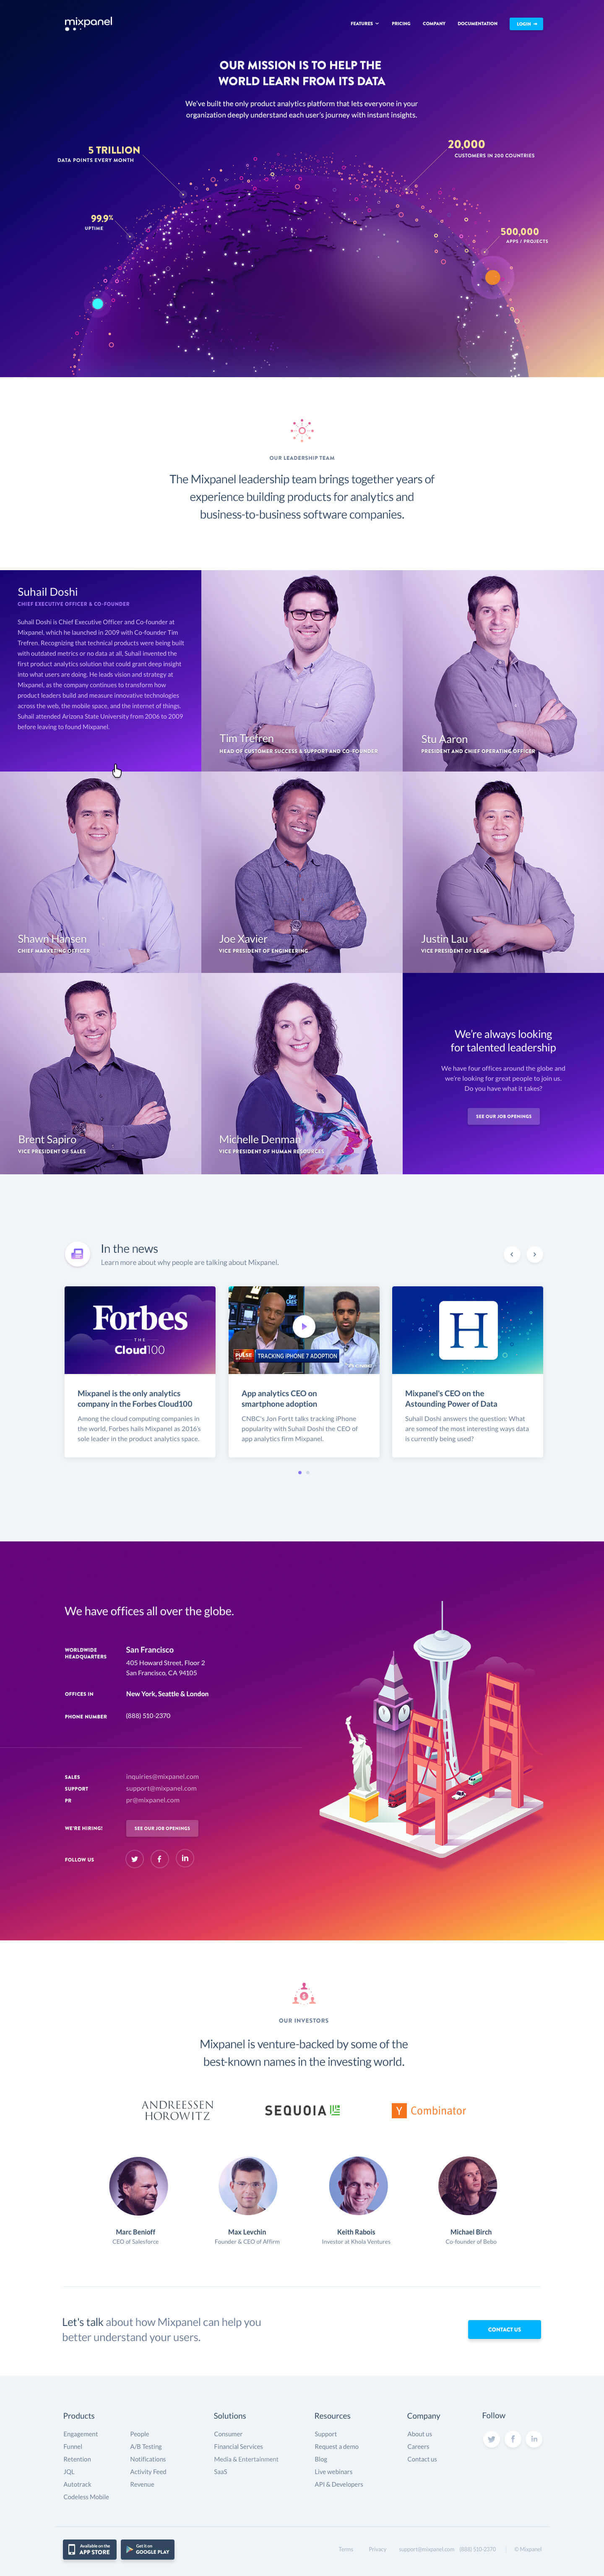 mixpanel
FEATURES
PRICING
COMPANY
DOCUMENTATION
LOGIN
OUR MISSION IS TO HELP THE
WORLD LEARN FROM ITS DATA
We've built the only product analytics platform that lets everyone in your
organization deeply understand each user's journey with instant insights.
5 TRILLION
DATA POINTS EVERY MONTH
20,000
CUSTOMERS IN 200 COUNTRIES
99.9%
UPTIME
500,000
APPS / PROJECTS
OUR LEADERSHIP TEAM
The Mixpanel leadership team brings together years of
experience building products for analytics and
business-to-business software companies.
Suhail Doshi
CHIEF EXECUTIVE OFFICER & CO-FOUNDER
Suhail Doshi is Chief Executive Officer and Co-founder at
Mixpanel, which he launched in 2009 with Co-founder Tim
Trefren. Recognizing that technical products were being built
with outdated metrics or no data at all, Suhail invented the
first product analytics solution that could grant deep insight
into what users are doing. He leads vision and strategy at
Mixpanel, as the company continues to transform how
product leaders build and measure innovative technologies
across the web, the mobile space, and the internet of things.
Suhail attended Arizona State University from 2006 to 2009
before leaving to found Mixpanel.
Tim Trefren
HEAD OF CUSTOMER SUCCESS & SUPPORT AND CO-FOUNDER
Stu Aaron
PRESIDENT AND CHIEF OPERATING OFFICER
Shawn Hansen
CHIEF MARKETING OFFICER
Joe Xavier
VICE PRESIDENT OF ENGINEERING
Justin Lau
VICE PRESIDENT OF LEGAL
Brent Sapiro
VICE PRESIDENT OF SALES
Michelle Denman
VICE PRESIDENT OF HUMAN RESOURCES
We're always looking
for talented leadership
We have four offices around the globe and
we're looking for great people to join us.
Do you have what it takes?
SEE OUR JOB OPENINGS
In the news
Learn more about why people are talking about Mixpanel.
Forbes
THE
Cloud100
Mixpanel is the only analytics
company in the Forbes Cloud100
Among the cloud computing companies in
the world, Forbes hails Mixpanel as 2016's
sole leader in the product analytics space.
PULSE
TRACKING IPHONE 7 ADOPTION
App analytics CEO on
smartphone adoption
CNBC's Jon Fortt talks tracking iPhone
popularity with Suhail Doshi the CEO of
app analytics firm Mixpanel.
H
Mixpanel's CEO on the
Astounding Power of Data
Suhail Doshi answers the question: What
are someof the most interesting ways data
is currently being used?
We have offices all over the globe.
WORLDWIDE
HEADQUARTERS
San Francisco
405 Howard Street, Floor 2
San Francisco, CA 94105
OFFICES IN
New York, Seattle & London
PHONE NUMBER
(888) 510-2370
SALES
inquiries@mixpanel.com
SUPPORT
support@mixpanel.com
PR
pr@mixpanel.com
WE'RE HIRING!
SEE OUR JOB OPENINGS
FOLLOW US
OUR INVESTORS
Mixpanel is venture-backed by some of the
best-known names in the investing world.
ANDREESSEN
HOROWITZ
SEQUOIA
Y Combinator
Marc Benioff
CEO of Salesforce
Max Levchin
Founder & CEO of Affirm
Keith Rabois
Investor at Khola Ventures
Michael Birch
Co-founder of Bebo
Let's talk about how Mixpanel can help you
better understand your users.
CONTACT US
Products
Engagement
Funnel
Retention
JQL
Autotrack
Codeless Mobile
People
A/B Testing
Notifications
Activity Feed
Revenue
Solutions
Consumer
Financial Services
Media & Entertainment
SaaS
Resources
Support
Request a demo
Blog
Live webinars
API & Developers
Company
About us
Careers
Contact us
Follow
Available on the
APP STORE
Get it on
GOOGLE PLAY
Terms
Privacy
support@mixpanel.com
(888) 510-2370
© Mixpanel